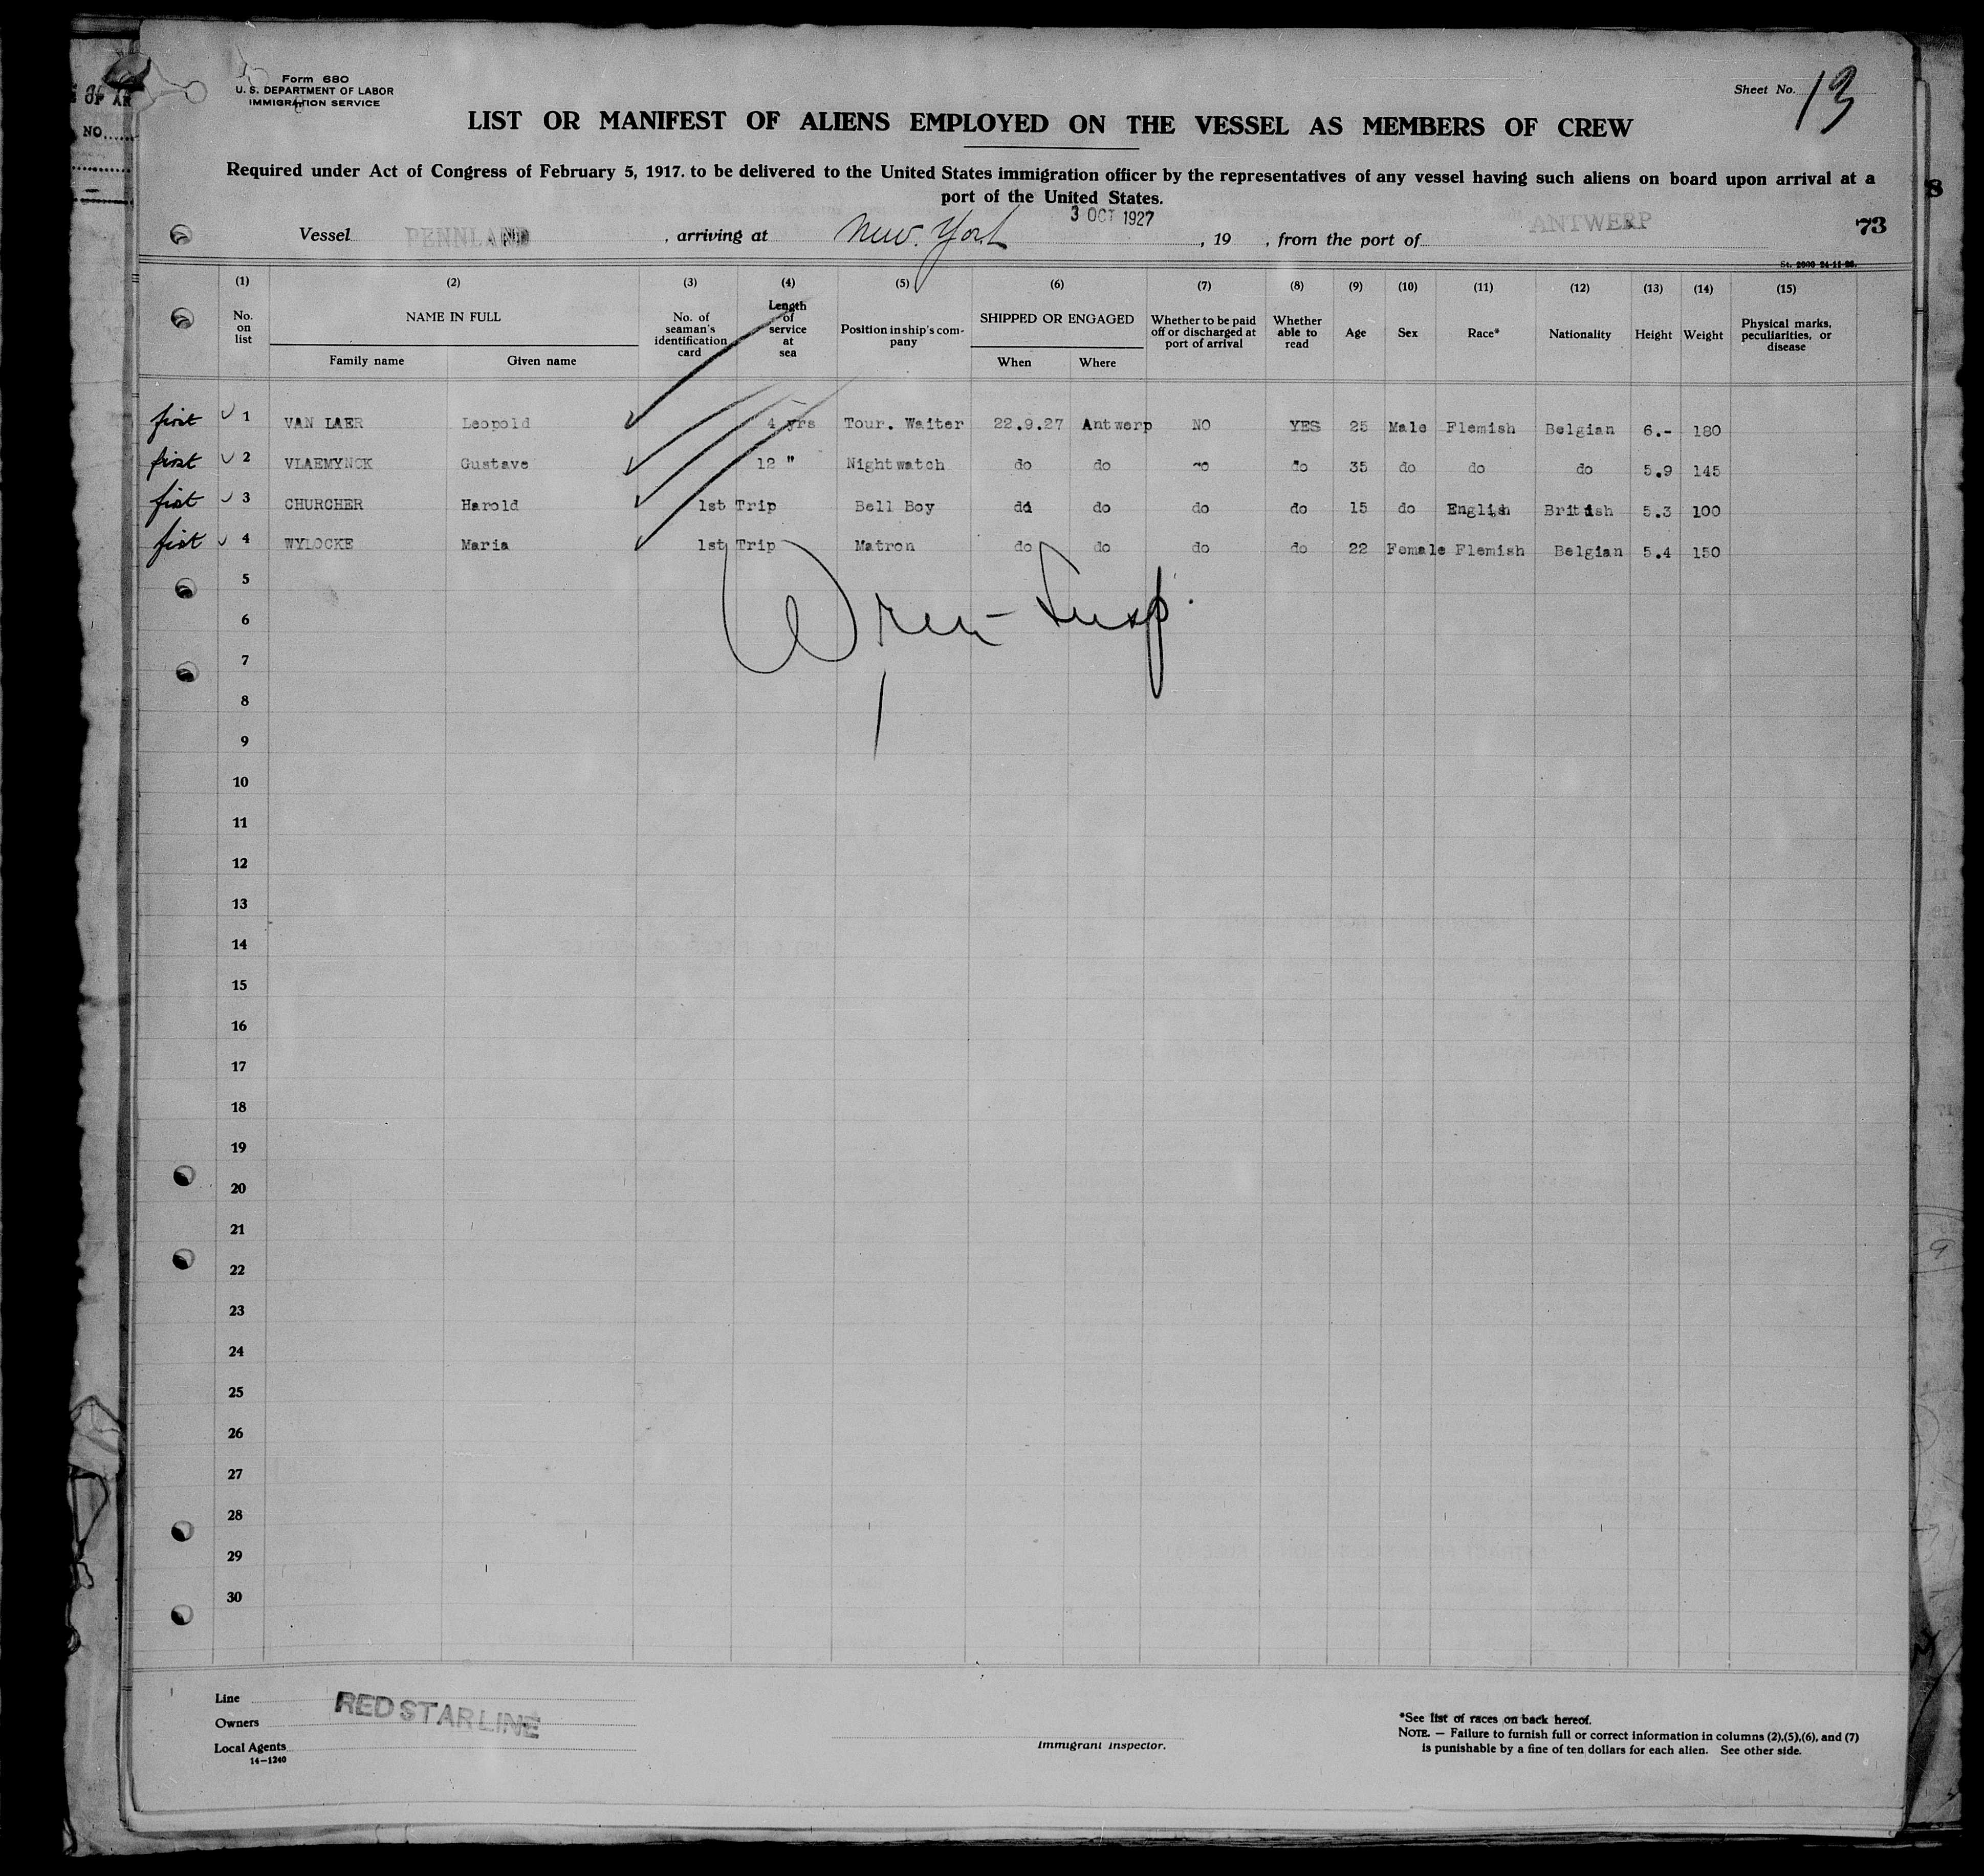 Form 680
U. S. DEPARTMENT OF LABOR
IMMIGRATION SERVICE
Sheet No. 13
LIST OR MANIFEST OF ALIENS EMPLOYED ON THE VESSEL AS MEMBERS OF CREW
Required under Act of Congress of February 5, 1917. to be delivered to the United States immigration officer by the representatives of any vessel having such aliens on board upon arrival at a
port of the United States.
Vessel PENNLAND , arriving at New. York 3 OCT 1927 , 19 , from the port of ANTWERP 73
(1) (2) (3) (4) (5) (6) (7) (8) (9) (10) (11) (12) (13) (14) (15)
No. on list
NAME IN FULL
Family name Given name
No. of seaman's identification card
Length of service at sea
Position in ship's company
SHIPPED OR ENGAGED
When Where
Whether to be paid off or discharged at port of arrival
Whether able to read
Age Sex Race* Nationality Height Weight
Physical marks, peculiarities, or disease
first 1 VAN LAER Leopold 4 yrs Tour. Waiter 22.9.27 Antwerp NO YES 25 Male Flemish Belgian 6.- 180
first 2 VLAEMYNCK Gustave 12 " Nightwatch do do do do 35 do do do 5.9 145
first 3 CHURCHER Harold 1st Trip Bell Boy do do do do 15 do English British 5.3 100
first 4 WYLOCKE Maria 1st Trip Matron do do do do 22 Female Flemish Belgian 5.4 150
5
6
7
8
9
10
11
12
13
14
15
16
17
18
19
20
21
22
23
24
25
26
27
28
29
30
Line RED STAR LINE
Owners
Local Agents
14-1240
Immigrant Inspector.
*See list of races on back hereof.
NOTE. — Failure to furnish full or correct information in columns (2),(5),(6), and (7)
is punishable by a fine of ten dollars for each alien. See other side.